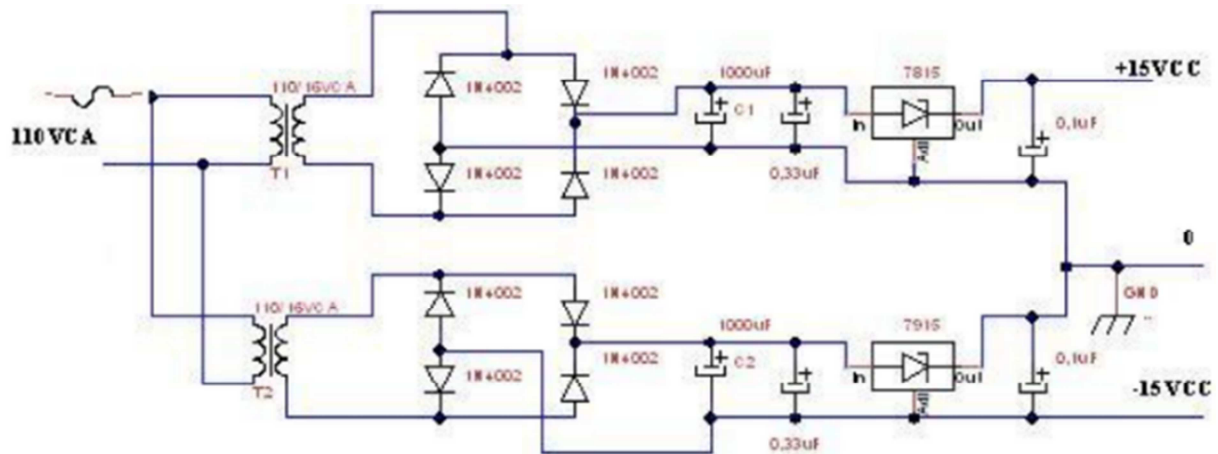 110VCA
110/16VCA
T1
1N4002
1N4002
1N4002
1N4002
1000uF
C1
0,33uF
7815
In
Out
Adj
0,1uF
+15VCC
0
GND
110/16VCA
T2
1N4002
1N4002
1N4002
1N4002
1000uF
C2
0,33uF
7915
In
Out
Adj
0,1uF
-15VCC